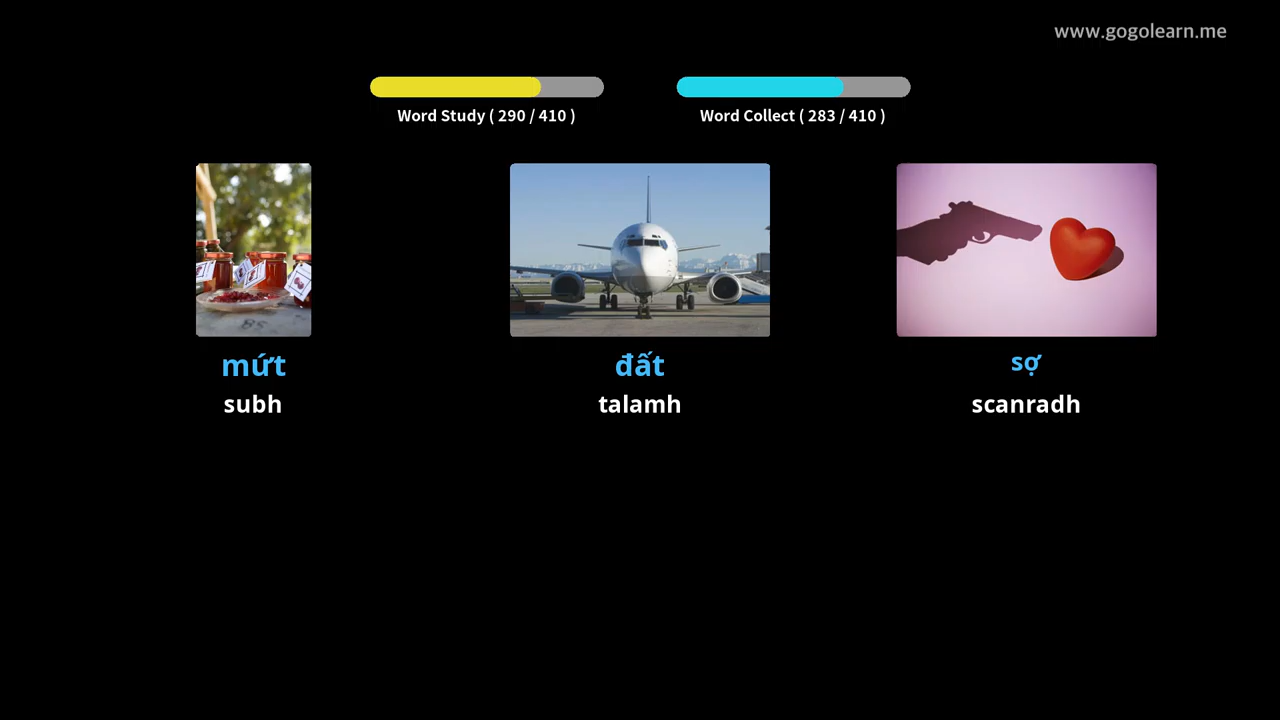 www.gogolearn.me
Word Study ( 290 / 410 )
Word Collect ( 283 / 410 )
mứt
đất
sợ
subh
talamh
scanradh